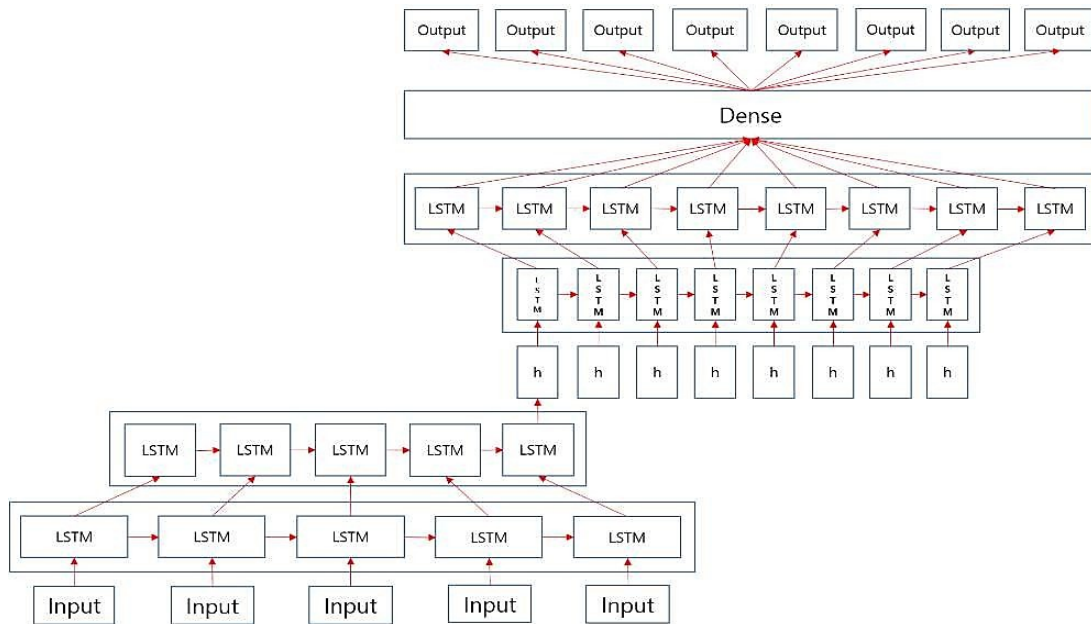 Output Output Output Output Output Output Output Output
Dense
LSTM LSTM LSTM LSTM LSTM LSTM LSTM LSTM
LSTM LSTM LSTM LSTM LSTM LSTM LSTM LSTM
h h h h h h h h
LSTM LSTM LSTM LSTM LSTM
LSTM LSTM LSTM LSTM LSTM
Input Input Input Input Input